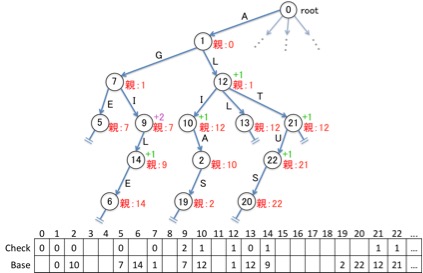 A
0 root
1 親:0
G
L
+1
7 親:1
12 親:1
E
I
I
L
T
+2
+1
+1
5 親:7
9 親:7
10 親:12
13 親:12
21 親:12
L
A
U
+1
+1
14 親:9
2 親:10
22 親:21
E
S
S
6 親:14
19 親:2
20 親:22
0 1 2 3 4 5 6 7 8 9 10 11 12 13 14 15 16 17 18 19 20 21 22 ...
Check 0 0 0 0 0 2 1 1 0 1 1 1 ...
Base 0 10 7 14 1 7 12 1 12 9 2 22 12 21 ...